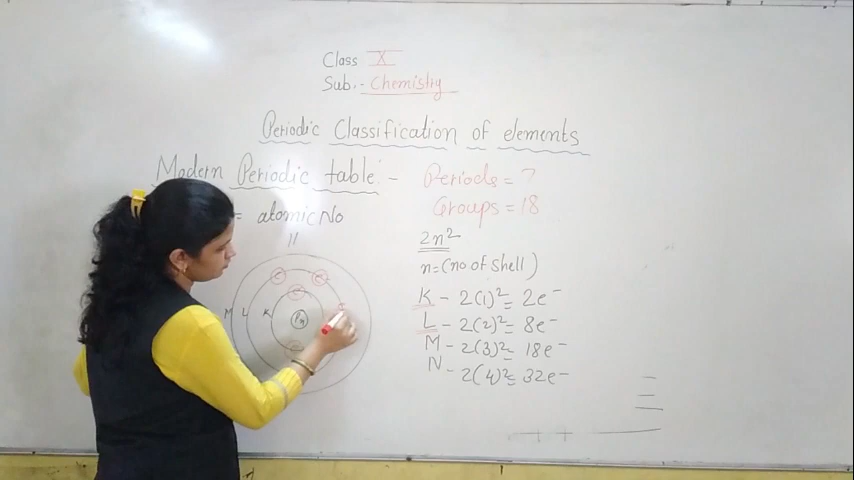 Class X
Sub.- Chemistry
Periodic Classification of elements
Modern Periodic table:-
Periods = 7
Groups = 18
= atomic No
11
2n²
n=(no of shell)
K - 2(1)² = 2e⁻
L - 2(2)² = 8e⁻
M - 2(3)² = 18e⁻
N - 2(4)² = 32e⁻
M L K